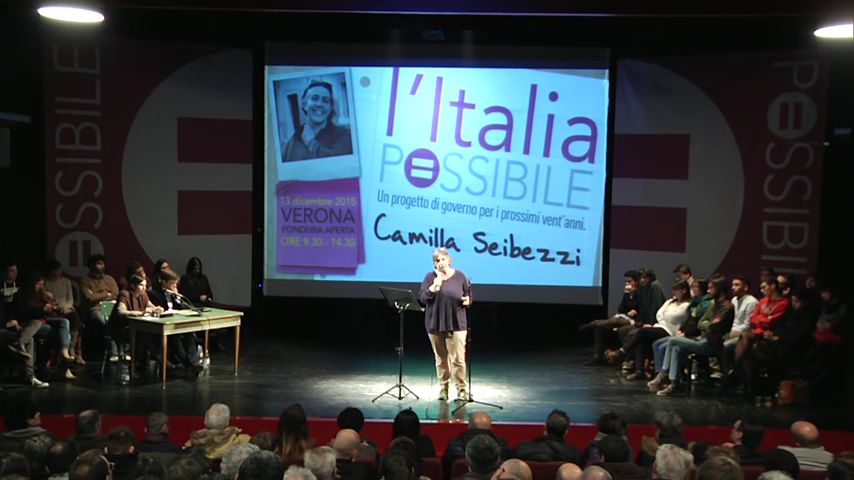 l'Italia
POSSIBILE
Un progetto di governo per i prossimi vent'anni.
Camilla Seibezzi
13 dicembre 2015
VERONA
FONDERIA APERTA
ORE 9.30 - 14.30
POSSIBILE
POSSIBILE